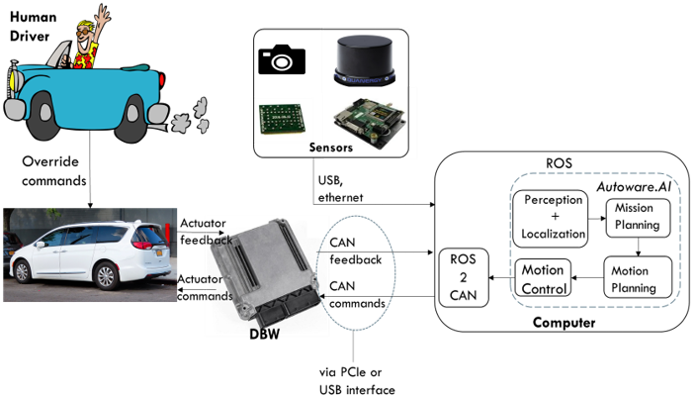 Human
Driver
Override
commands
Sensors
USB,
ethernet
Actuator
feedback
Actuator
commands
DBW
CAN
feedback
CAN
commands
via PCIe or
USB interface
ROS
Autoware.AI
Perception
+
Localization
Mission
Planning
Motion
Planning
Motion
Control
ROS
2
CAN
Computer